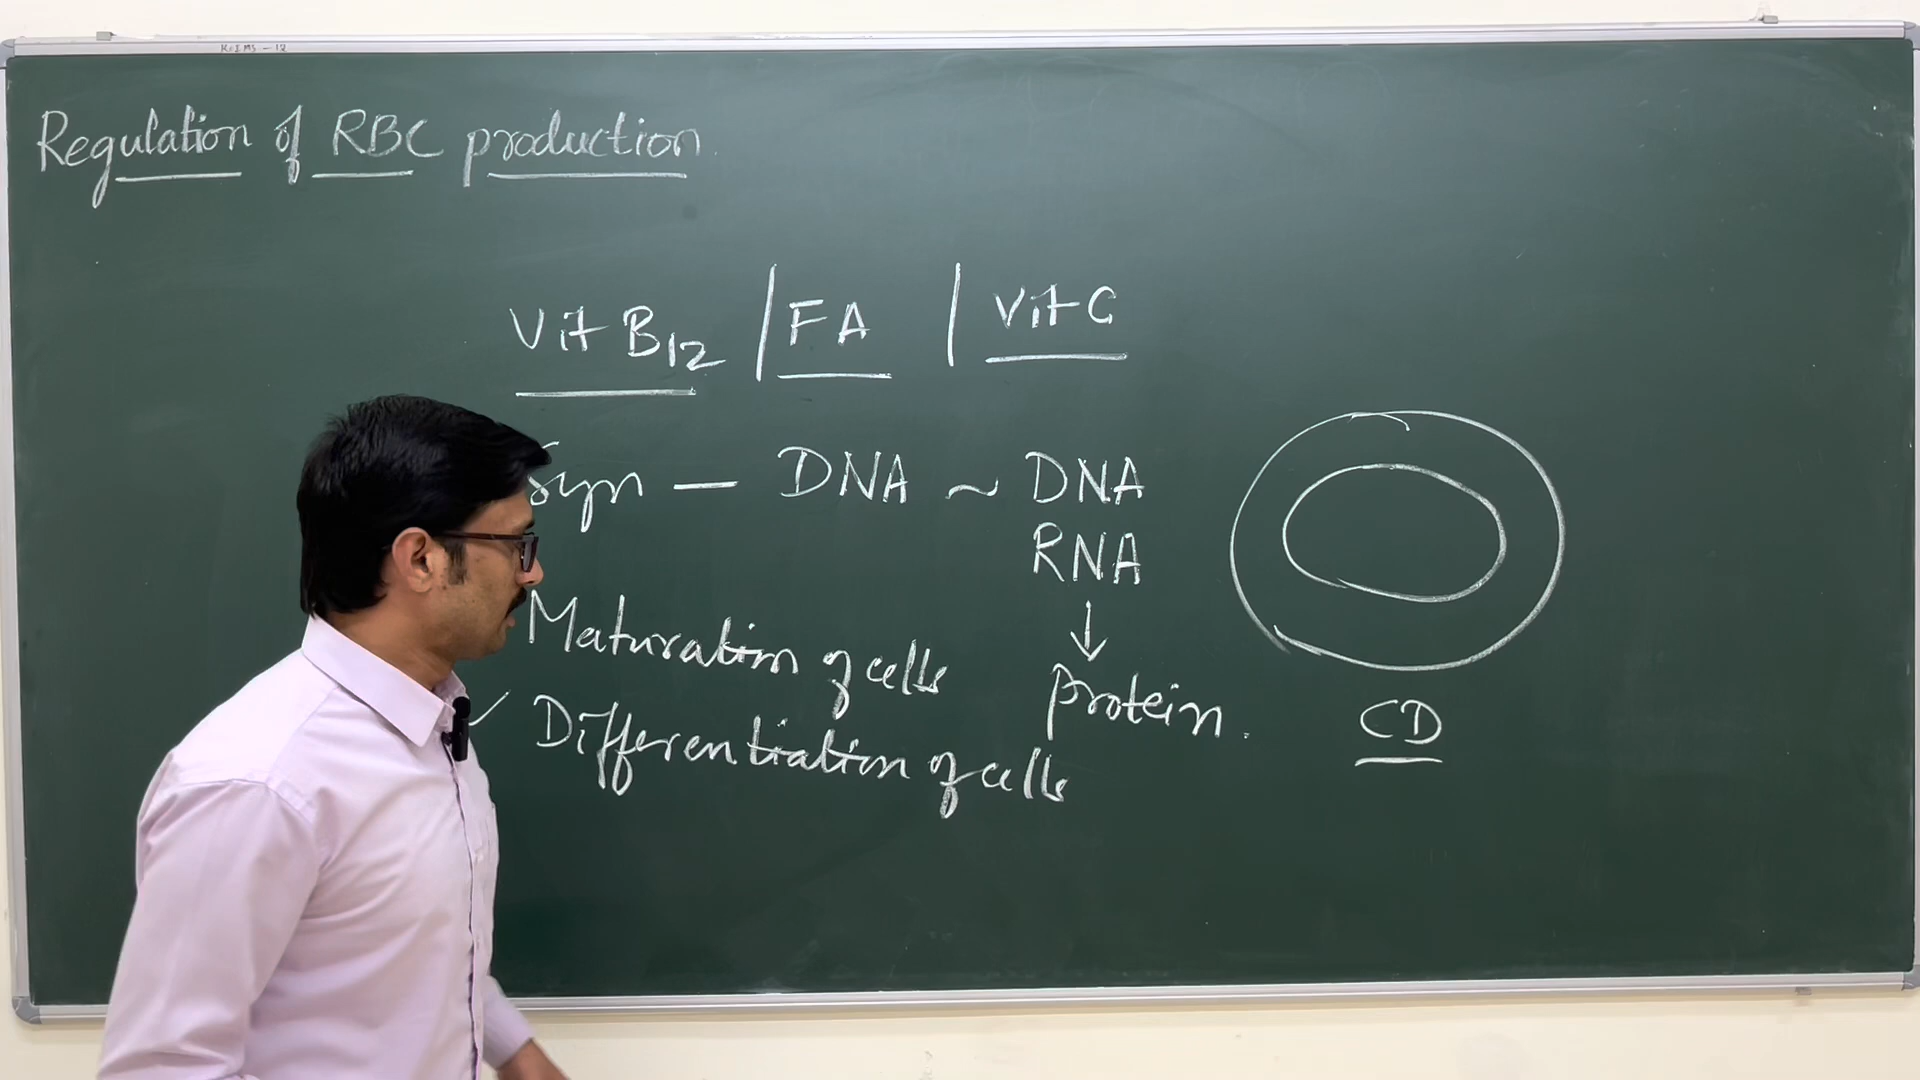 Regulation of RBC production
Vit B12 | FA | Vit C
Syn — DNA ~ DNA
RNA
↓
Maturation of cells
protein.
✓ Differentiation of cells
CD